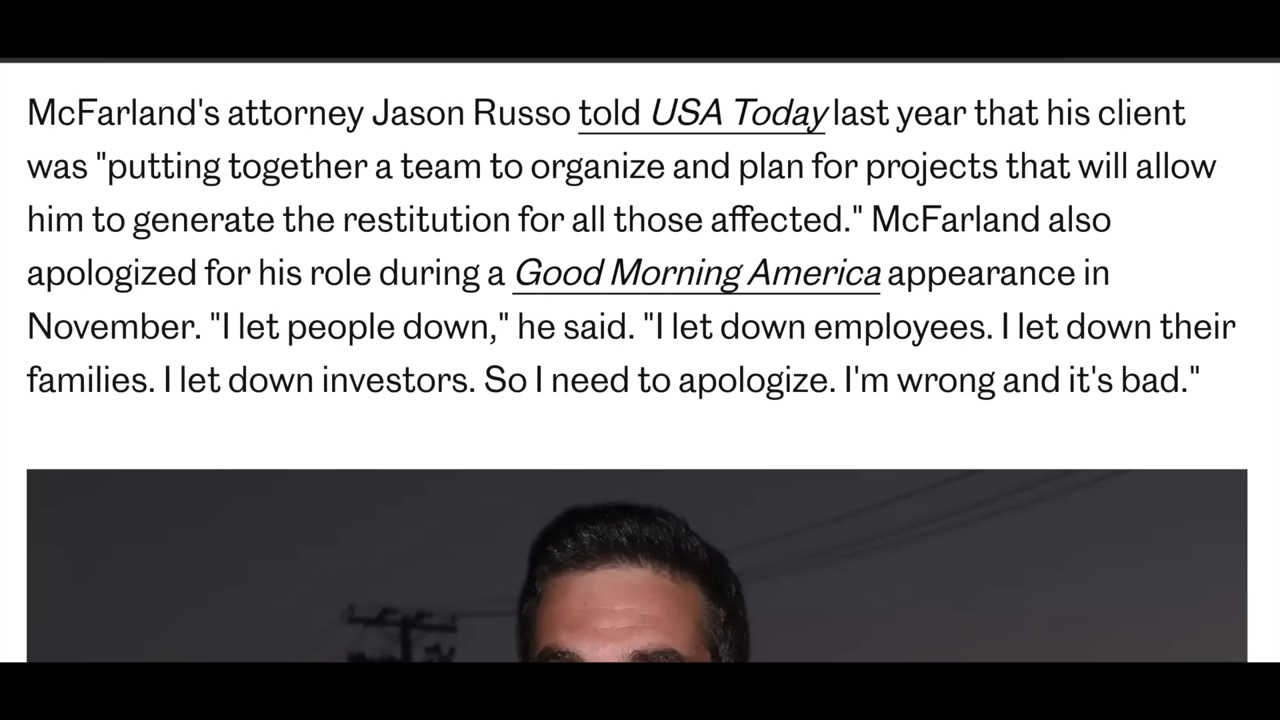 McFarland's attorney Jason Russo told USA Today last year that his client
was "putting together a team to organize and plan for projects that will allow
him to generate the restitution for all those affected." McFarland also
apologized for his role during a Good Morning America appearance in
November. "I let people down," he said. "I let down employees. I let down their
families. I let down investors. So I need to apologize. I'm wrong and it's bad."